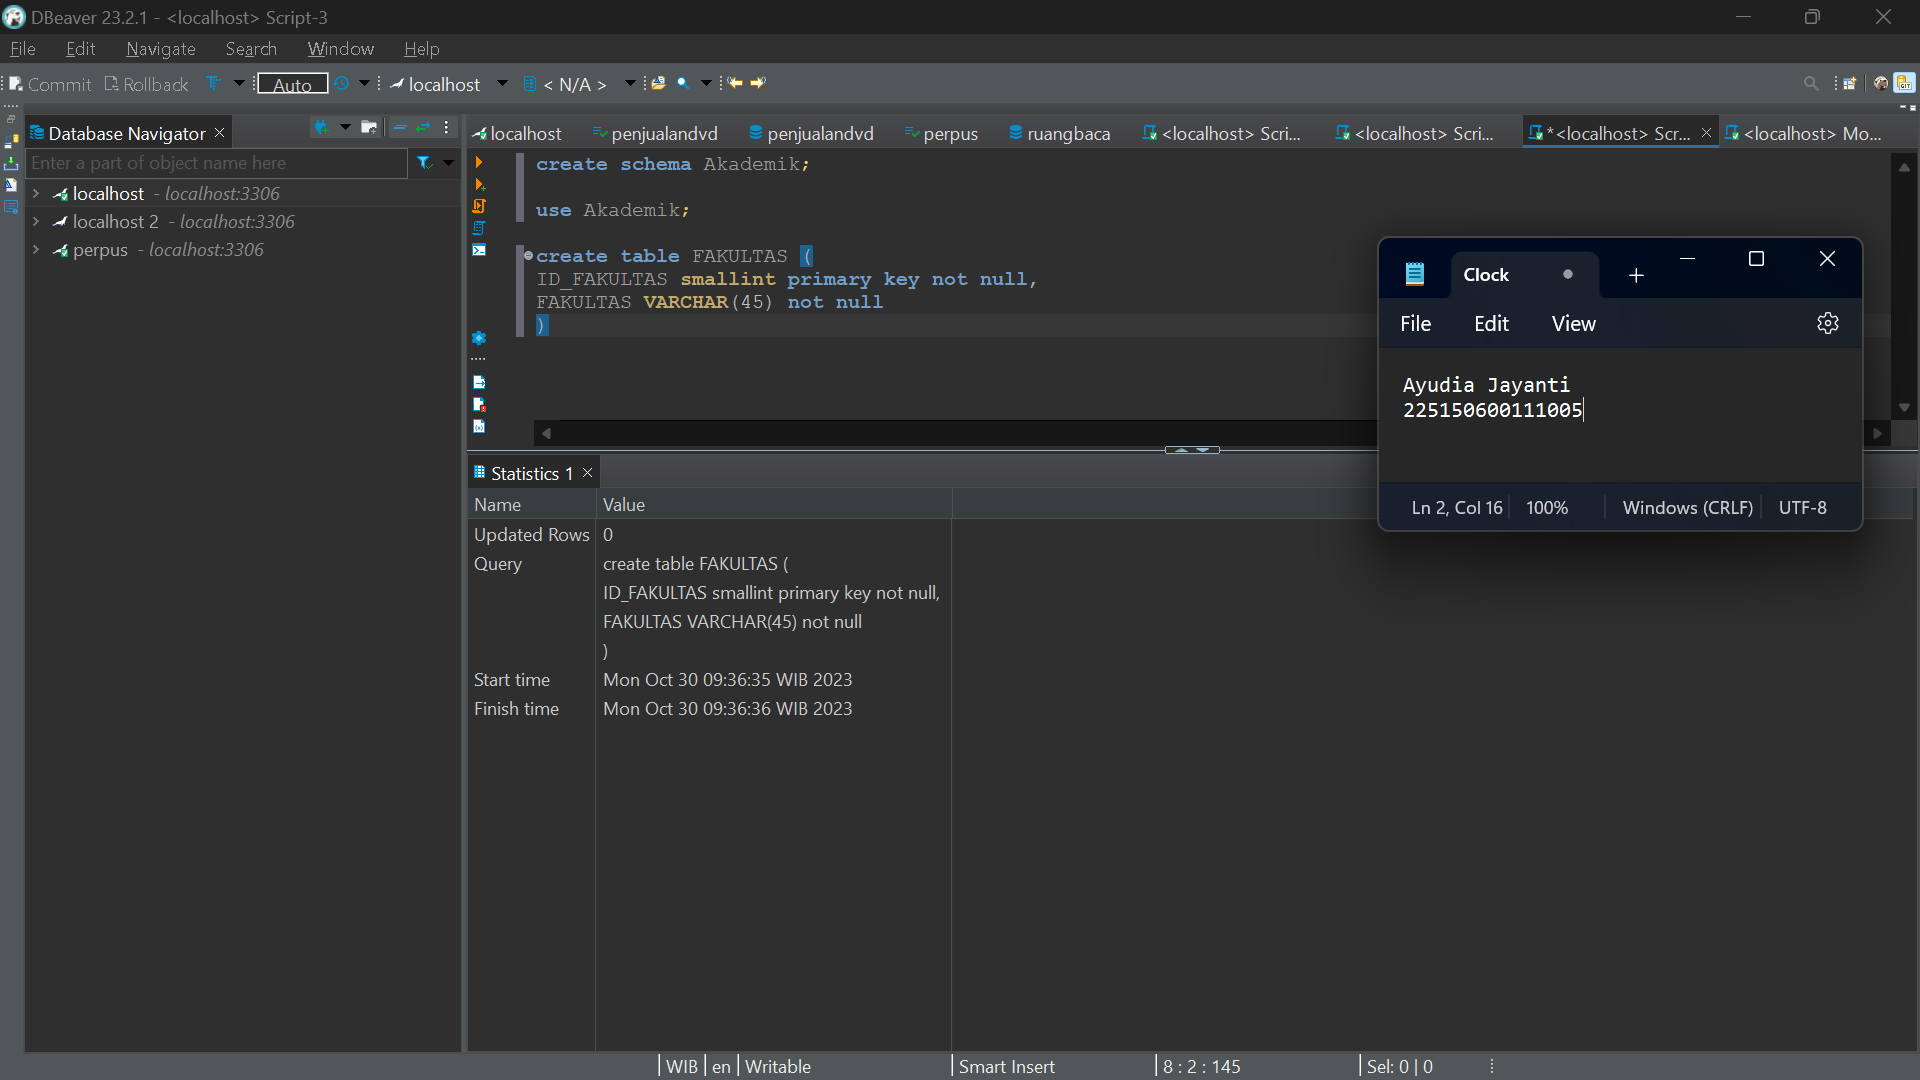 DBeaver 23.2.1 - <localhost> Script-3
File Edit Navigate Search Window Help
Commit Rollback Auto localhost < N/A >
Database Navigator
localhost penjualandvd penjualandvd perpus ruangbaca <localhost> Scri... <localhost> Scri... *<localhost> Scr... <localhost> Mo...
Enter a part of object name here
localhost - localhost:3306
localhost 2 - localhost:3306
perpus - localhost:3306
create schema Akademik;
use Akademik;
create table FAKULTAS (
ID_FAKULTAS smallint primary key not null,
FAKULTAS VARCHAR(45) not null
)
Clock
File Edit View
Ayudia Jayanti
225150600111005
Ln 2, Col 16 100% Windows (CRLF) UTF-8
Statistics 1
Name Value
Updated Rows 0
Query create table FAKULTAS (
ID_FAKULTAS smallint primary key not null,
FAKULTAS VARCHAR(45) not null
)
Start time Mon Oct 30 09:36:35 WIB 2023
Finish time Mon Oct 30 09:36:36 WIB 2023
WIB en Writable Smart Insert 8 : 2 : 145 Sel: 0 | 0